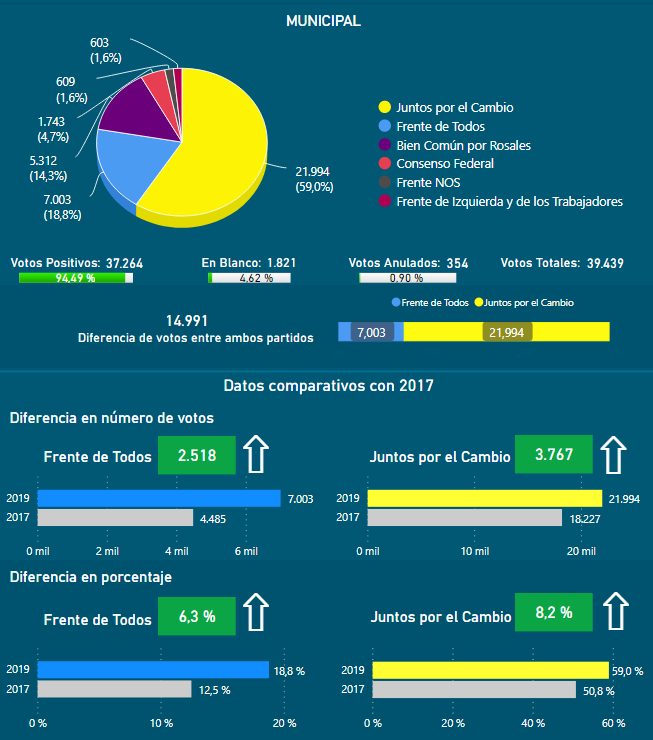 MUNICIPAL
603
(1,6%)
609
(1,6%)
1.743
(4,7%)
5.312
(14,3%)
7.003
(18,8%)
21.994
(59,0%)
Juntos por el Cambio
Frente de Todos
Bien Común por Rosales
Consenso Federal
Frente NOS
Frente de Izquierda y de los Trabajadores
Votos Positivos: 37.264
94,49 %
En Blanco: 1.821
4,62 %
Votos Anulados: 354
0,90 %
Votos Totales: 39.439
14.991
Diferencia de votos entre ambos partidos
Frente de Todos Juntos por el Cambio
7,003 21,994
Datos comparativos con 2017
Diferencia en número de votos
Frente de Todos 2.518
2019 7.003
2017 4.485
0 mil 2 mil 4 mil 6 mil
Juntos por el Cambio 3.767
2019 21.994
2017 18.227
0 mil 10 mil 20 mil
Diferencia en porcentaje
Frente de Todos 6,3 %
2019 18,8 %
2017 12,5 %
0 % 10 % 20 %
Juntos por el Cambio 8,2 %
2019 59,0 %
2017 50,8 %
0 % 20 % 40 % 60 %